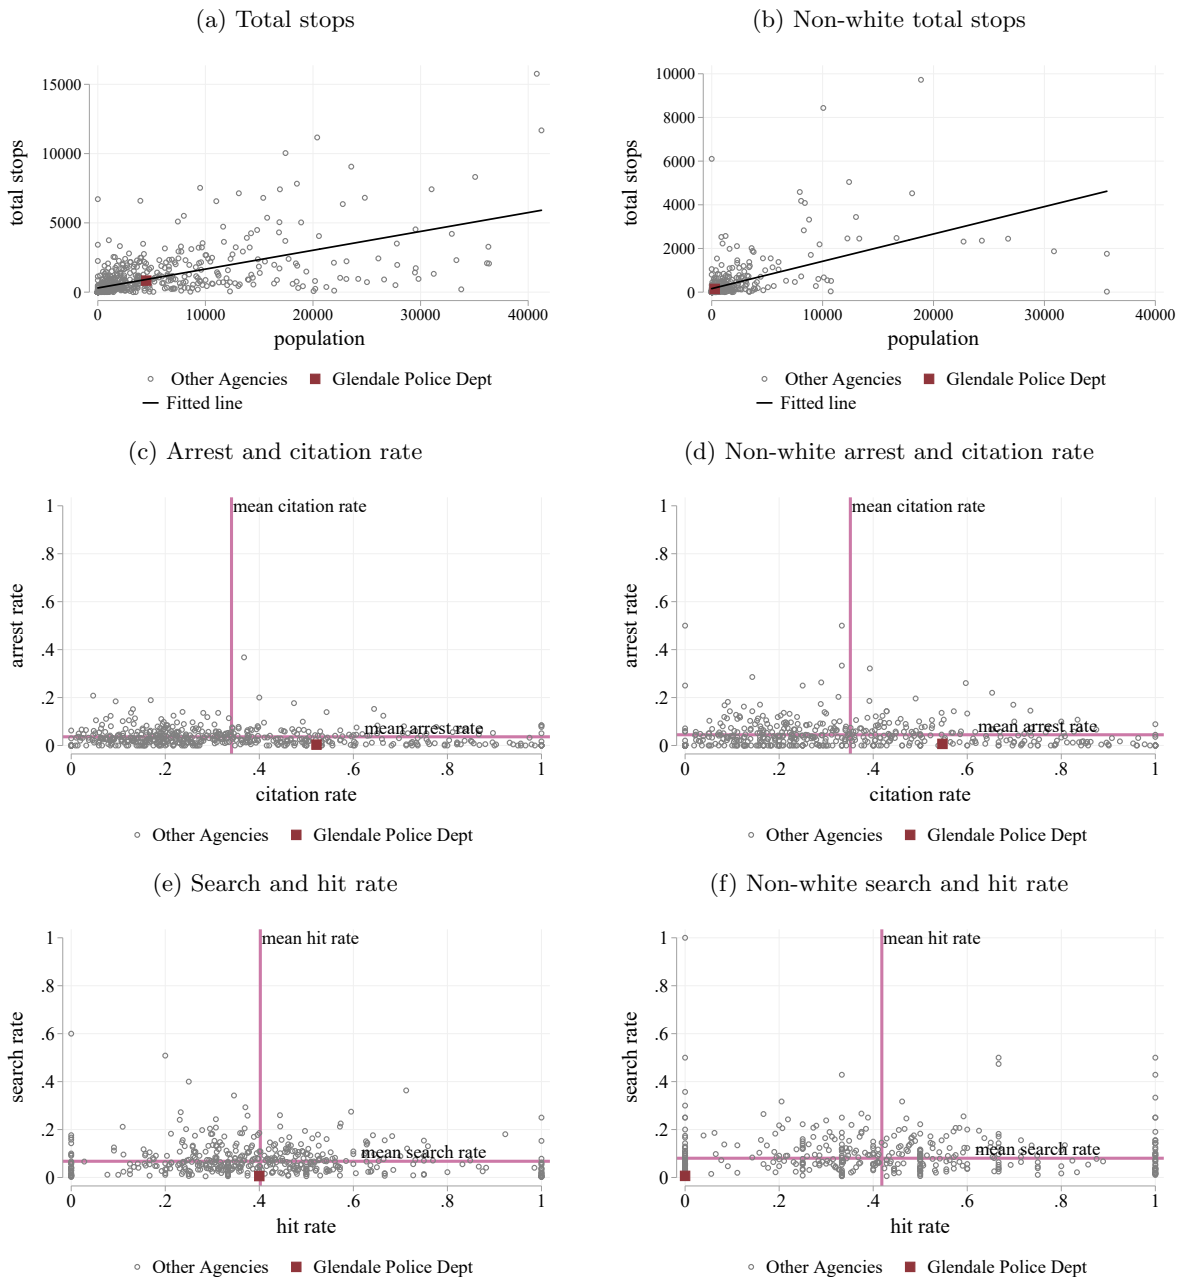 (a) Total stops
total stops
15000
10000
5000
0
0 10000 20000 30000 40000
population
Other Agencies Glendale Police Dept
Fitted line
(b) Non-white total stops
total stops
10000
8000
6000
4000
2000
0
0 10000 20000 30000 40000
population
Other Agencies Glendale Police Dept
Fitted line
(c) Arrest and citation rate
arrest rate
1
.8
.6
.4
.2
0
mean citation rate
mean arrest rate
0 .2 .4 .6 .8 1
citation rate
Other Agencies Glendale Police Dept
(d) Non-white arrest and citation rate
arrest rate
1
.8
.6
.4
.2
0
mean citation rate
mean arrest rate
0 .2 .4 .6 .8 1
citation rate
Other Agencies Glendale Police Dept
(e) Search and hit rate
search rate
1
.8
.6
.4
.2
0
mean hit rate
mean search rate
0 .2 .4 .6 .8 1
hit rate
Other Agencies Glendale Police Dept
(f) Non-white search and hit rate
search rate
1
.8
.6
.4
.2
0
mean hit rate
mean search rate
0 .2 .4 .6 .8 1
hit rate
Other Agencies Glendale Police Dept